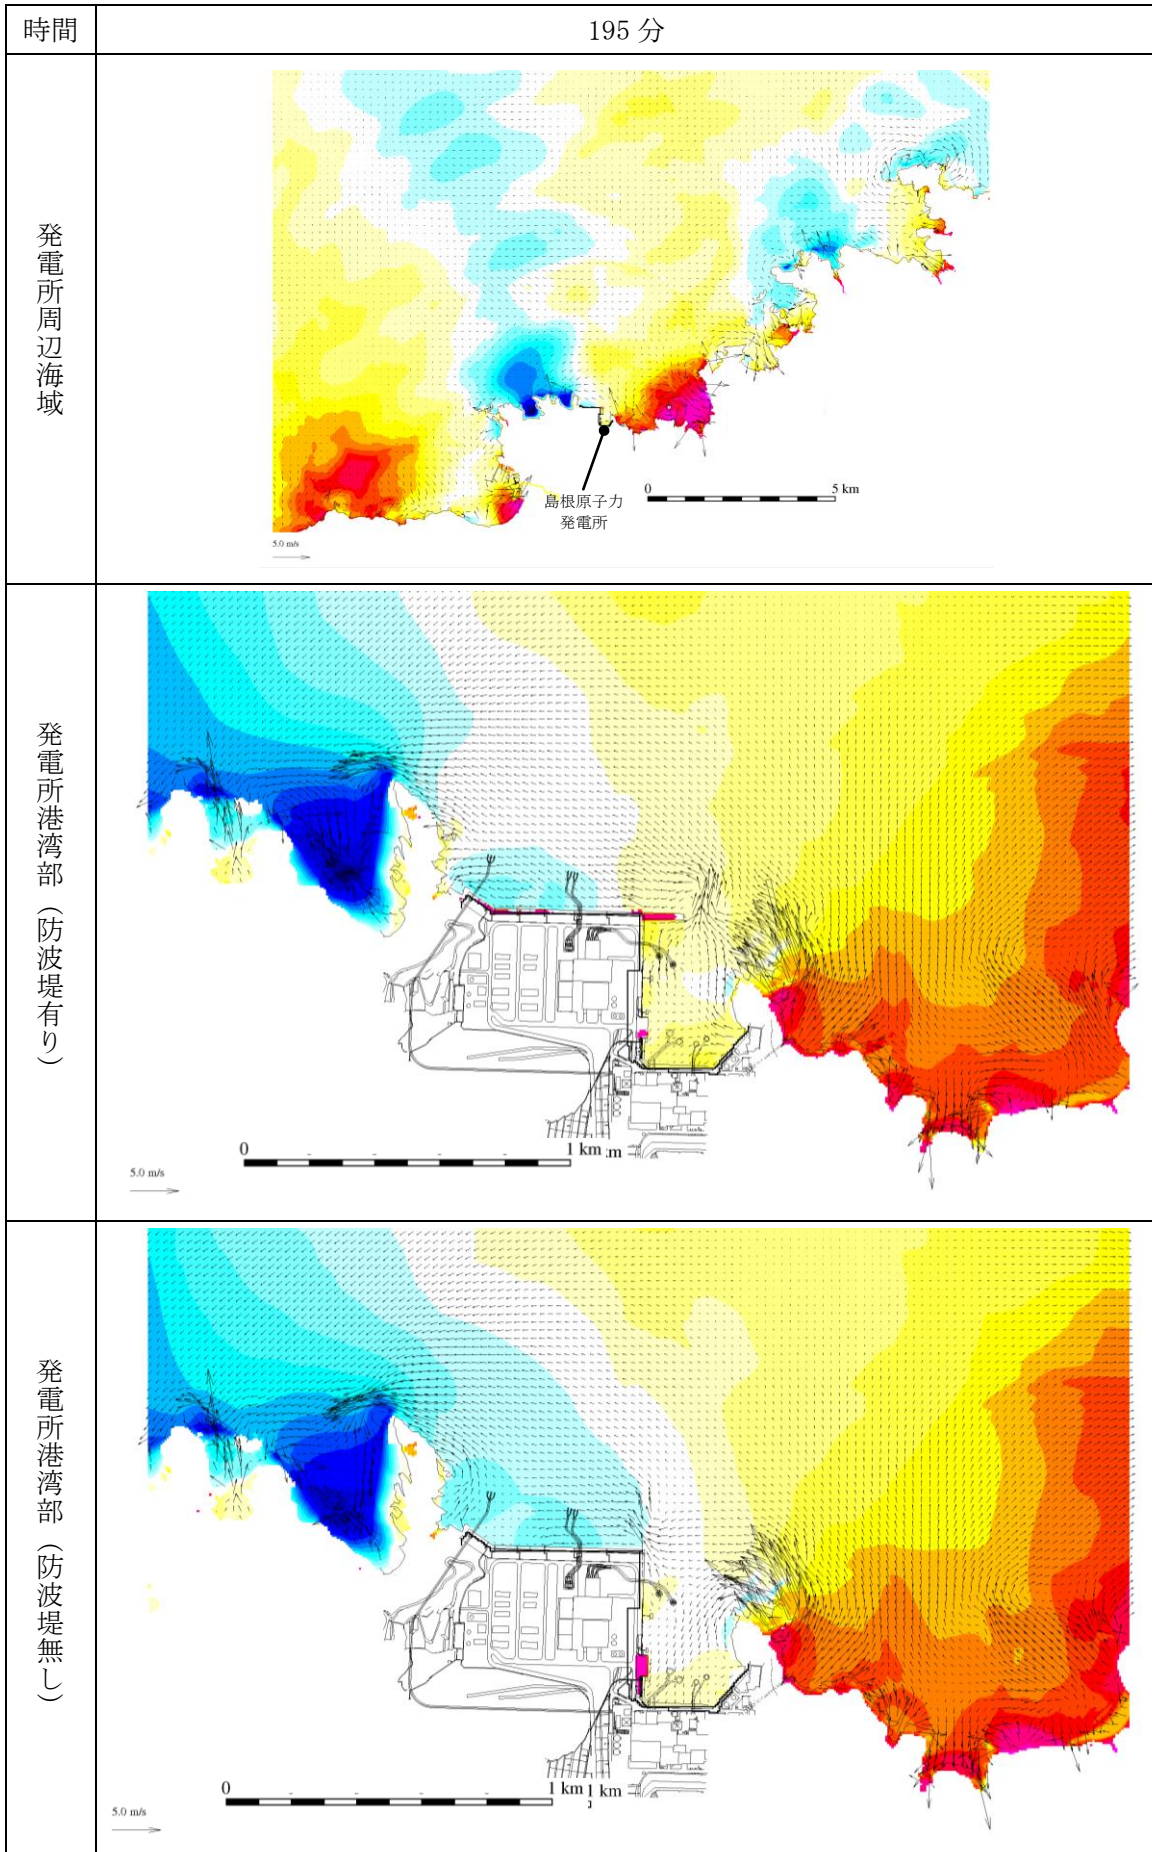 時間
195 分
発電所周辺海域
島根原子力
発電所
0
5 km
5.0 m/s
発電所港湾部（防波堤有り）
0
1 km
:m
5.0 m/s
発電所港湾部（防波堤無し）
0
1 km
1 km
5.0 m/s